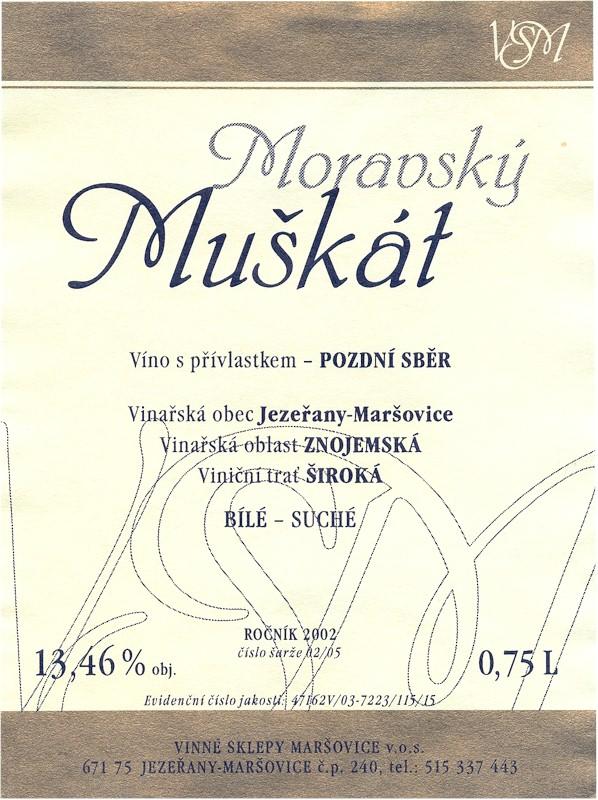 VSM
Moravský
Muškát
Víno s přívlastkem – POZDNÍ SBĚR
Vinařská obec Jezeřany-Maršovice
Vinařská oblast ZNOJEMSKÁ
Viniční trať ŠIROKÁ
BÍLÉ – SUCHÉ
ROČNÍK 2002
číslo šarže 02/05
13,46 % obj.
0,75 L
Evidenční číslo jakosti.: 47162V/03-7223/115/15
VINNÉ SKLEPY MARŠOVICE v.o.s.
671 75 JEZEŘANY-MARŠOVICE č.p. 240, tel.: 515 337 443